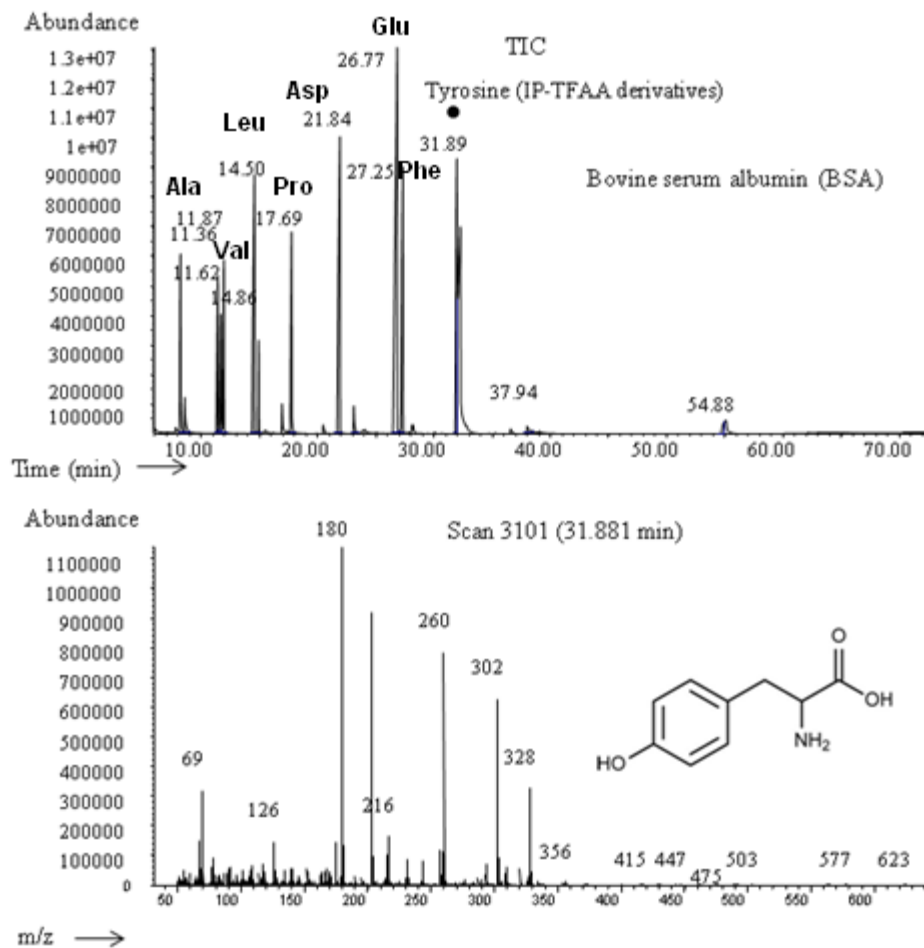 Abundance
Glu
TIC
1.3e+07
26.77
1.2e+07
Asp
Tyrosine (IP-TFAA derivatives)
1.1e+07
Leu
21.84
1e+07
31.89
9000000
14.50
27.25
Phe
Bovine serum albumin (BSA)
8000000
Ala
Pro
7000000
11.87
17.69
11.36
Val
6000000
11.62
5000000
14.86
4000000
3000000
2000000
37.94
54.88
1000000
10.00 20.00 30.00 40.00 50.00 60.00 70.00
Time (min)
Abundance
180
Scan 3101 (31.881 min)
1100000
1000000
900000
260
800000
O
700000
302
OH
600000
NH2
500000
328
HO
400000
69
300000
126
216
200000
356
415 447 503 577 623
100000
475
0
50 100 150 200 250 300 350 400 450 500 550 600
m/z